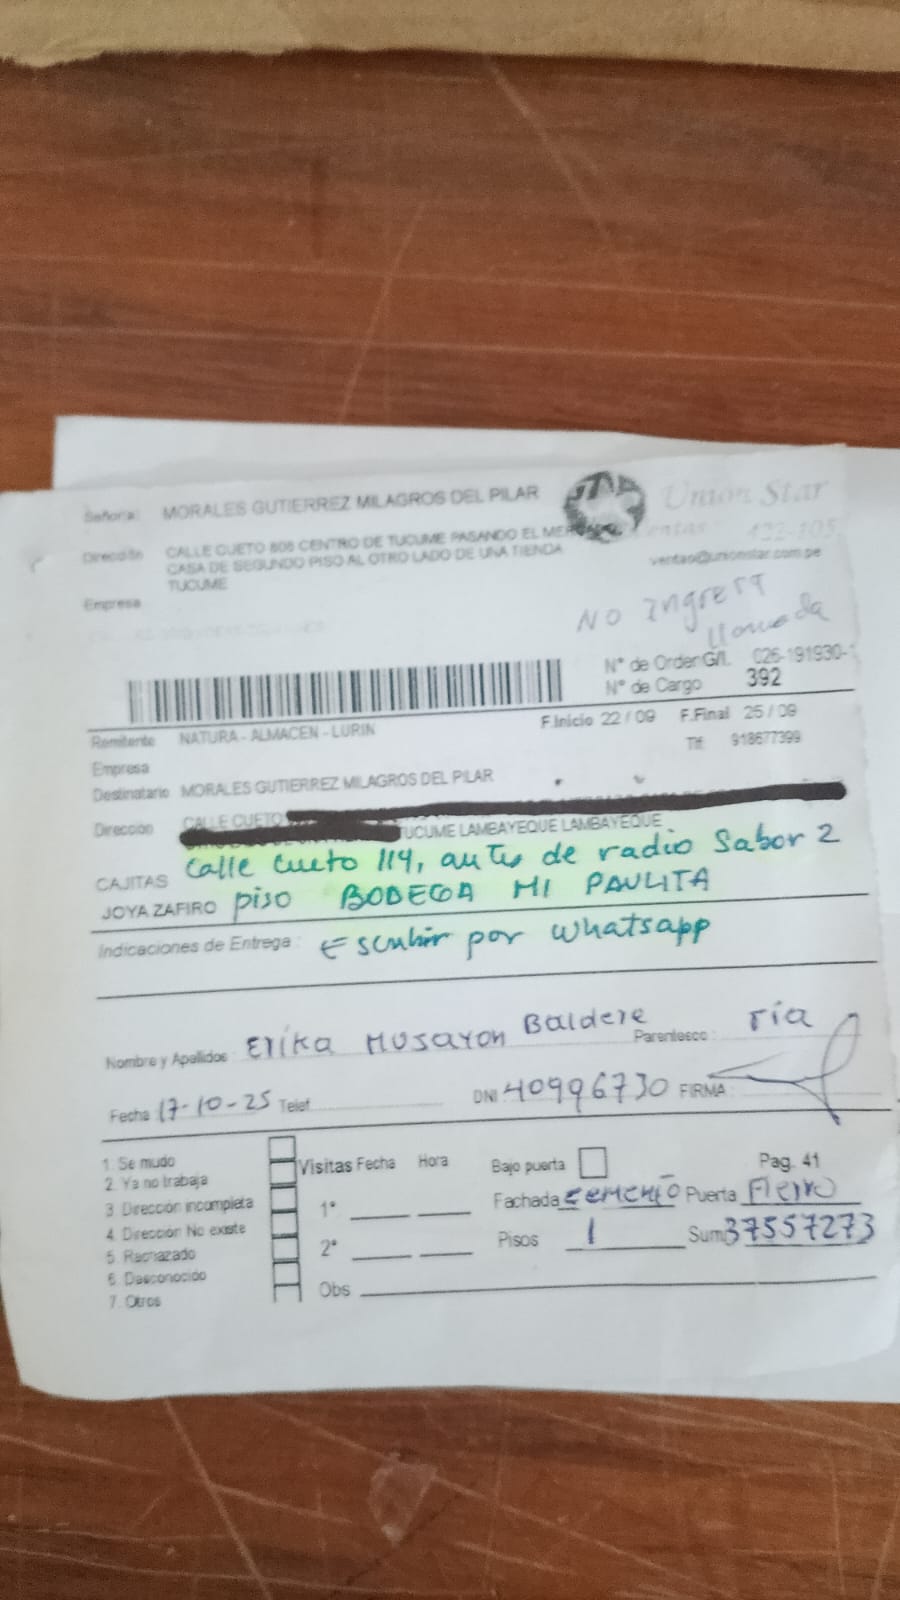 Señor/a: MORALES GUTIERREZ MILAGROS DEL PILAR
STAR Unión Star
Ventas: 422-105
Dirección CALLE CUETO 808 CENTRO DE TUCUME PASANDO EL
CASA DE SEGUNDO PISO AL OTRO LADO DE UNA TIENDA
TUCUME
ventas@unionstar.com.pe
Empresa
NO Ingresa
llamada
N° de Orden G/I. 026-191930-
N° de Cargo 392
Remitente NATURA - ALMACEN - LURIN
F.Inicio 22 / 09 F.Final 25 / 09
Empresa
Tlf: 918677399
Destinatario MORALES GUTIERREZ MILAGROS DEL PILAR
Dirección CALLE CUETO
TUCUME LAMBAYEQUE LAMBAYEQUE
Calle Cueto 114, antes de radio Sabor 2
CAJITAS
JOYA ZAFIRO piso BODEGA MI PAULITA
Indicaciones de Entrega : Escribir por whatsapp
Nombre y Apellidos : Erika Musayon Baldere Parentesco : Tía
Fecha 17-10-25 Telef DNI : 40996730 FIRMA :
1. Se mudo
2. Ya no trabaja
3. Dirección incompleta
4. Dirección No existe
5. Rechazado
6. Desconocido
7. Otros
Visitas Fecha Hora
1°
2°
Obs
Bajo puerta Pag. 41
Fachada cemento Puerta Fierro
Pisos 1 Sum 37557273